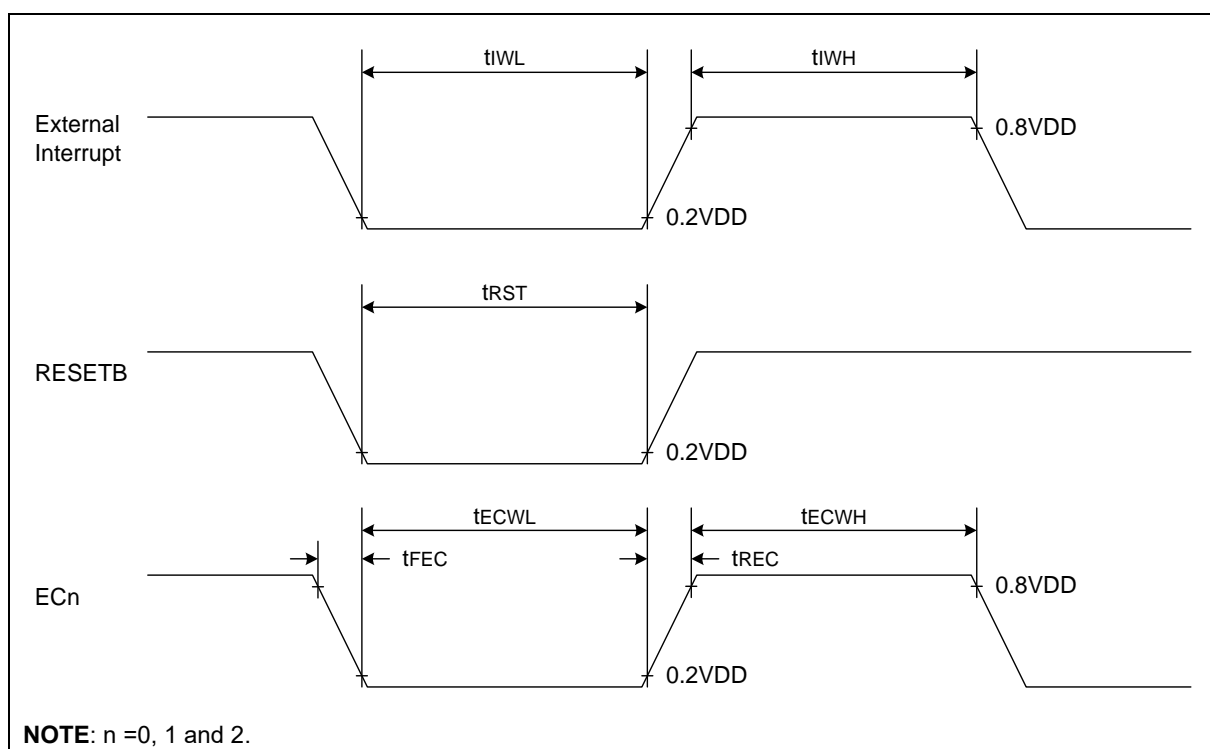 tIWL
tIWH
External
Interrupt
0.8VDD
0.2VDD
tRST
RESETB
0.2VDD
tECWL
tECWH
tFEC
tREC
ECn
0.8VDD
0.2VDD
NOTE: n =0, 1 and 2.